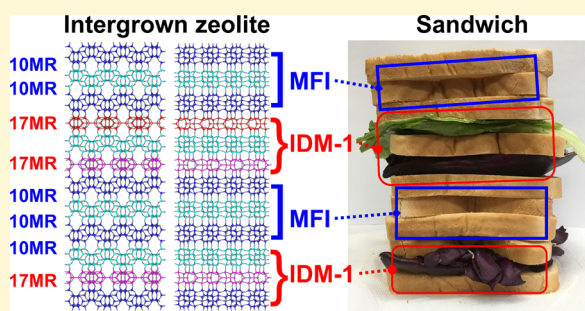 Intergrown zeolite
Sandwich
10MR
10MR
17MR
17MR
10MR
10MR
10MR
17MR
MFI
IDM-1
MFI
IDM-1